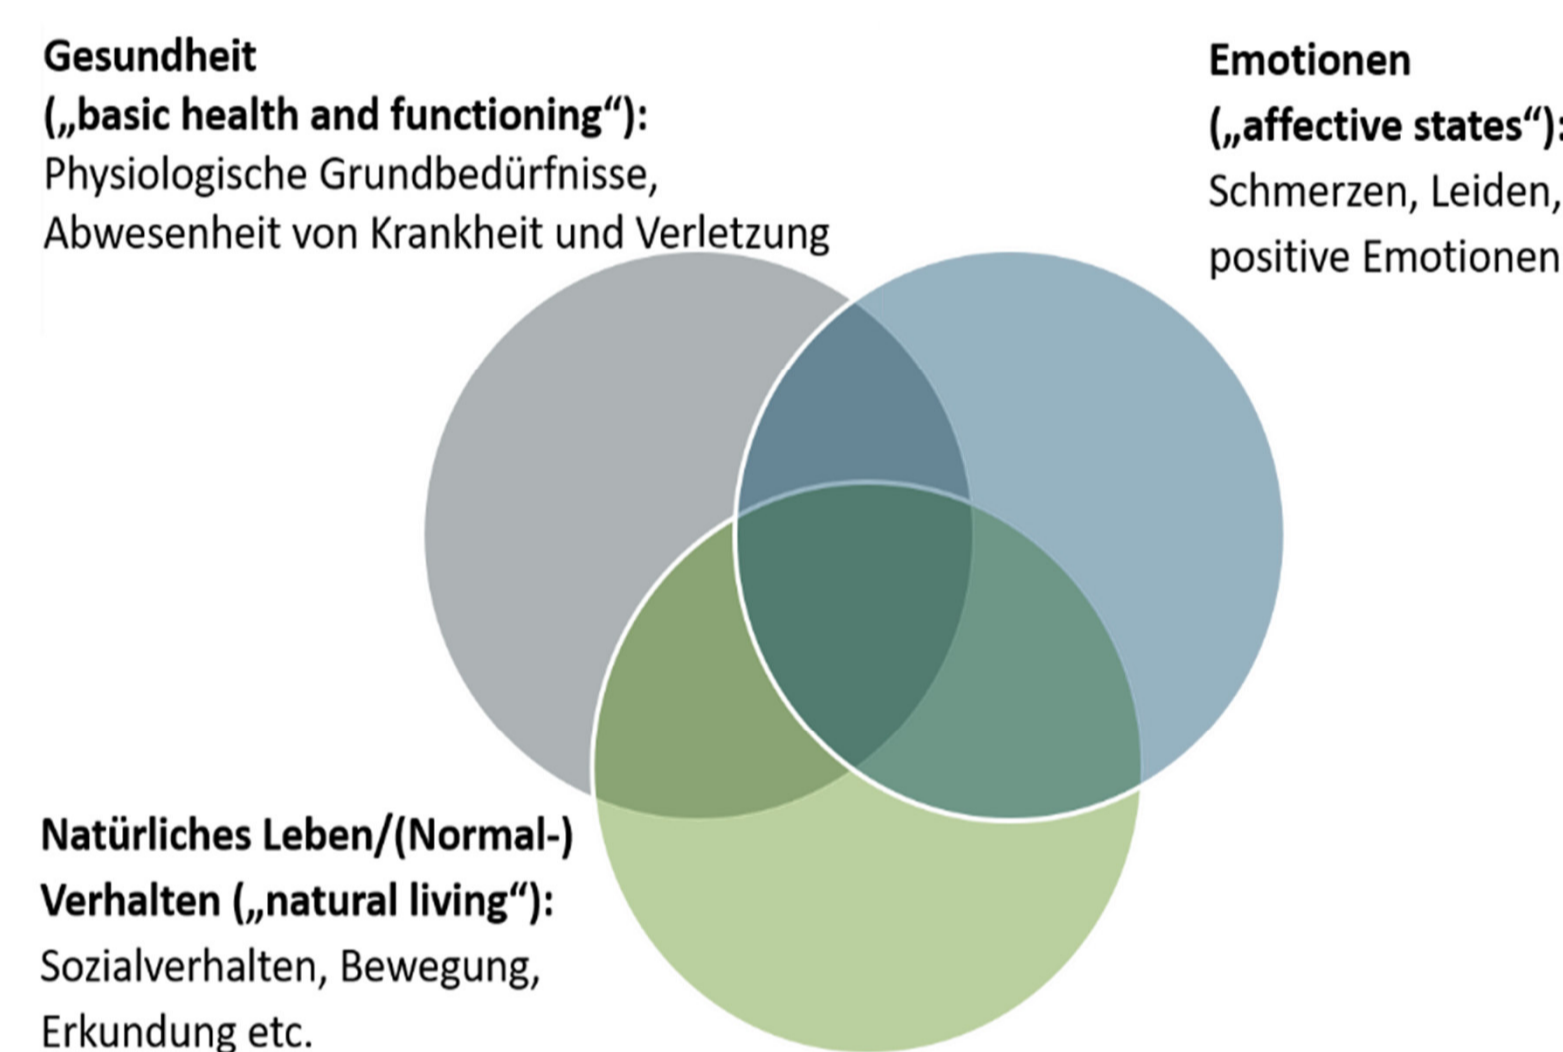 Gesundheit
(„basic health and functioning“):
Physiologische Grundbedürfnisse,
Abwesenheit von Krankheit und Verletzung
Emotionen
(„affective states“):
Schmerzen, Leiden,
positive Emotionen
Natürliches Leben/(Normal-)
Verhalten („natural living“):
Sozialverhalten, Bewegung,
Erkundung etc.